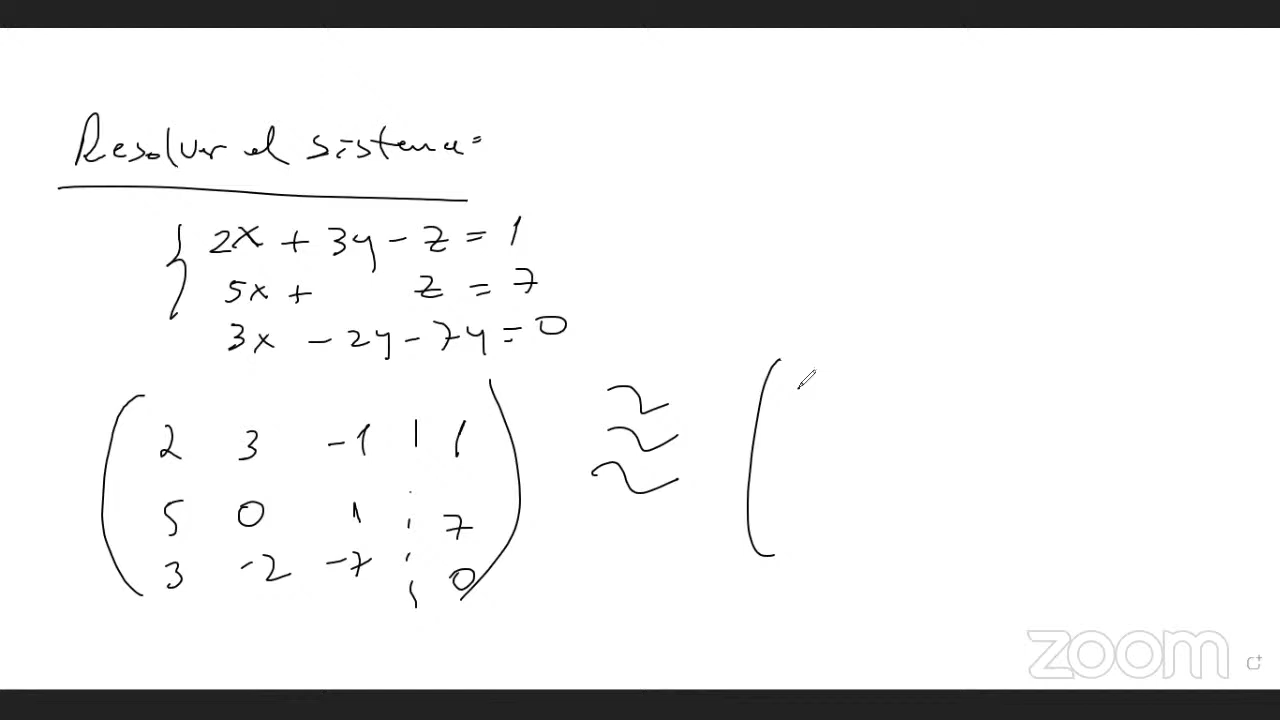 Resolver el sistema=
2x + 3y - z = 1
5x + z = 7
3x - 2y - 7y = 0
2 3 -1 | 1
5 0 1 | 7
3 -2 -7 | 0
zoom